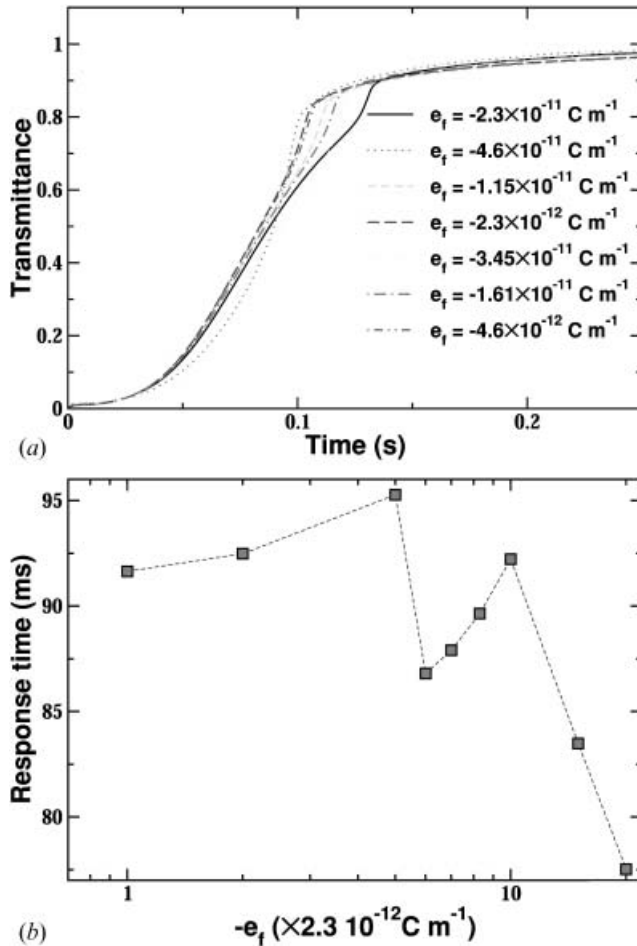 1
0.8
0.6
0.4
0.2
0
Transmittance
e_f = -2.3×10^-11 C m^-1
e_f = -4.6×10^-11 C m^-1
e_f = -1.15×10^-11 C m^-1
e_f = -2.3×10^-12 C m^-1
e_f = -3.45×10^-11 C m^-1
e_f = -1.61×10^-11 C m^-1
e_f = -4.6×10^-12 C m^-1
0 0.1 0.2
(a) Time (s)
95
90
85
80
Response time (ms)
1 10
(b) -e_f (×2.3 10^-12 C m^-1)